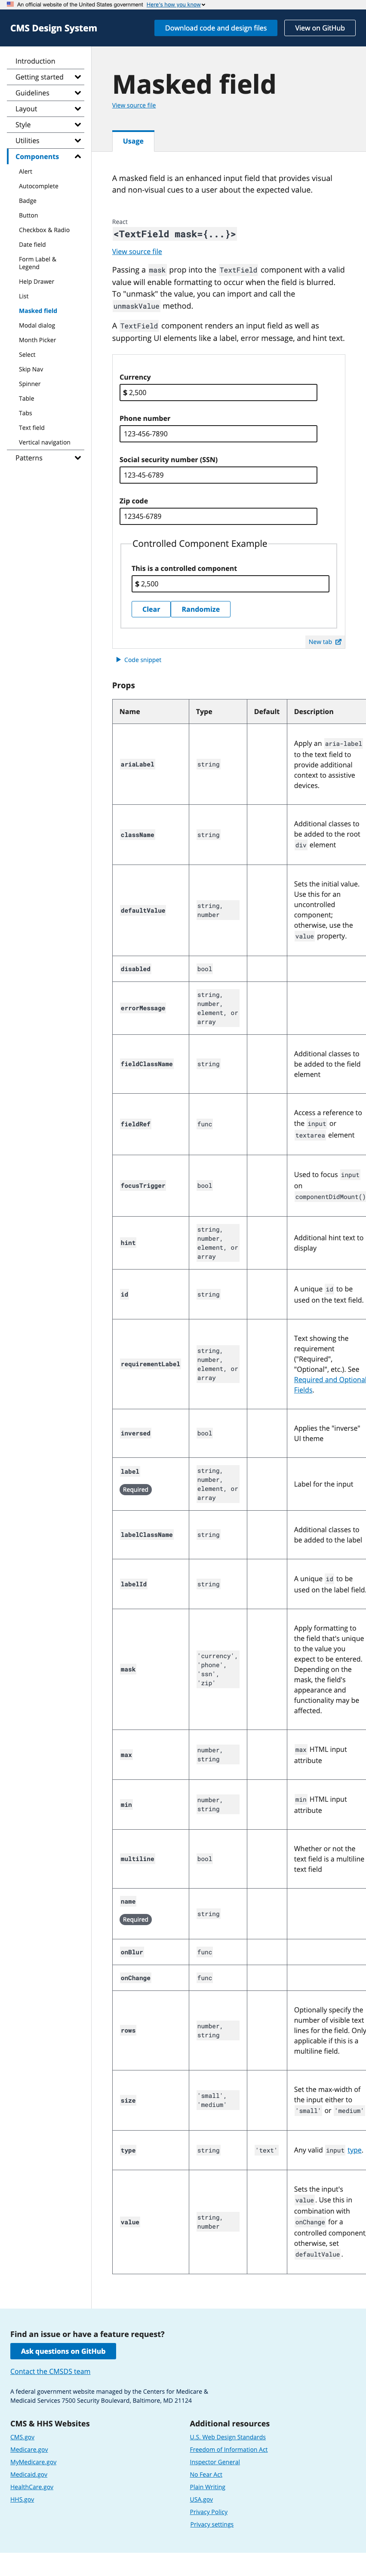 An official website of the United States government Here's how you know
CMS Design System
Download code and design files
View on GitHub
Introduction
Getting started
Guidelines
Layout
Style
Utilities
Components
Alert
Autocomplete
Badge
Button
Checkbox & Radio
Date field
Form Label &
Legend
Help Drawer
List
Masked field
Modal dialog
Month Picker
Select
Skip Nav
Spinner
Table
Tabs
Text field
Vertical navigation
Patterns
Masked field
View source file
Usage
A masked field is an enhanced input field that provides visual
and non-visual cues to a user about the expected value.
React
<TextField mask={...}>
View source file
Passing a mask prop into the TextField component with a valid
value will enable formatting to occur when the field is blurred.
To "unmask" the value, you can import and call the
unmaskValue method.
A TextField component renders an input field as well as
supporting UI elements like a label, error message, and hint text.
Currency
$ 2,500
Phone number
123-456-7890
Social security number (SSN)
123-45-6789
Zip code
12345-6789
Controlled Component Example
This is a controlled component
$ 2,500
Clear
Randomize
New tab
Code snippet
Props
Name Type Default Description
ariaLabel string Apply an aria-label
to the text field to
provide additional
context to assistive
devices.
className string Additional classes to
be added to the root
div element
defaultValue string,
number
Sets the initial value.
Use this for an
uncontrolled
component;
otherwise, use the
value property.
disabled bool
errorMessage string,
number,
element, or
array
fieldClassName string Additional classes to
be added to the field
element
fieldRef func Access a reference to
the input or
textarea element
focusTrigger bool Used to focus input
on
componentDidMount()
hint string,
number,
element, or
array
Additional hint text to
display
id string A unique id to be
used on the text field.
requirementLabel string,
number,
element, or
array
Text showing the
requirement
("Required",
"Optional", etc.). See
Required and Optional
Fields.
inversed bool Applies the "inverse"
UI theme
label
Required
string,
number,
element, or
array
Label for the input
labelClassName string Additional classes to
be added to the label
labelId string A unique id to be
used on the label field.
mask 'currency',
'phone',
'ssn',
'zip'
Apply formatting to
the field that's unique
to the value you
expect to be entered.
Depending on the
mask, the field's
appearance and
functionality may be
affected.
max number,
string
max HTML input
attribute
min number,
string
min HTML input
attribute
multiline bool Whether or not the
text field is a multiline
text field
name
Required
string
onBlur func
onChange func
rows number,
string
Optionally specify the
number of visible text
lines for the field. Only
applicable if this is a
multiline field.
size 'small',
'medium'
Set the max-width of
the input either to
'small' or 'medium'
type string 'text' Any valid input type.
value string,
number
Sets the input's
value. Use this in
combination with
onChange for a
controlled component;
otherwise, set
defaultValue.
Find an issue or have a feature request?
Ask questions on GitHub
Contact the CMSDS team
A federal government website managed by the Centers for Medicare &
Medicaid Services 7500 Security Boulevard, Baltimore, MD 21124
CMS & HHS Websites
CMS.gov
Medicare.gov
MyMedicare.gov
Medicaid.gov
HealthCare.gov
HHS.gov
Additional resources
U.S. Web Design Standards
Freedom of Information Act
Inspector General
No Fear Act
Plain Writing
USA.gov
Privacy Policy
Privacy settings